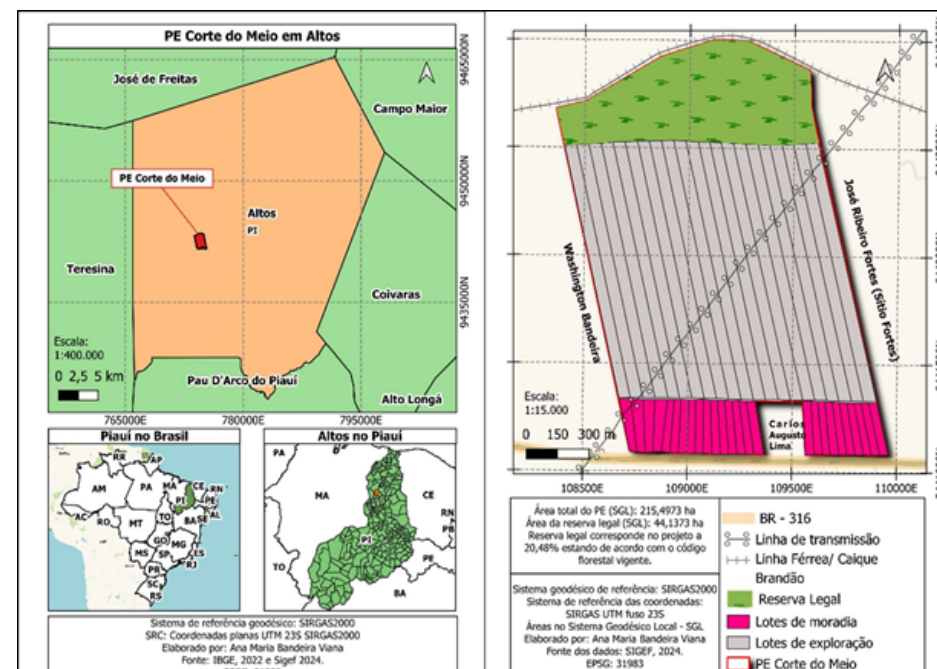 PE Corte do Meio em Altos
José de Freitas
Campo Maior
PE Corte do Meio
Altos
PI
Teresina
Coivaras
Escala:
1:400.000
0 2,5 5 km
Pau D'Arco do Piauí
Alto Longá
9465000N
9450000N
9435000N
765000E 780000E 795000E
Piauí no Brasil
RR AP
AM PA MA CE RN
PI PE
AC RO TO BA SE AL
MT
GO MG
MS SP ES
PR RJ
SC
RS
Altos no Piauí
PA
MA CE
RN
PI PB
PE
TO BA
Sistema de referência geodésico: SIRGAS2000
SRC: Coordenadas planas UTM 23S SIRGAS2000
Elaborado por: Ana Maria Bandeira Viana
Fonte: IBGE, 2022 e Sigef 2024.
José Ribeiro Fortes (Sítio Fortes)
Washington Bandeira
Escala:
1:15.000
0 150 300 m
Carlos
Augusto
Lima
108500E 109000E 109500E 110000E
Área total do PE (SGL): 215,4973 ha
Área da reserva legal (SGL): 44,1373 ha
Reserva legal corresponde no projeto a
20,48% estando de acordo com o código
florestal vigente.
Sistema geodésico de referência: SIRGAS2000
Sistema de referência das coordenadas:
SIRGAS UTM fuso 23S
Áreas no Sistema Geodésico Local - SGL
Elaborado por: Ana Maria Bandeira Viana
Fonte dos dados: SIGEF, 2024.
EPSG: 31983
BR - 316
Linha de transmissão
Linha Férrea/ Caique
Brandão
Reserva Legal
Lotes de moradia
Lotes de exploração
PE Corte do Meio